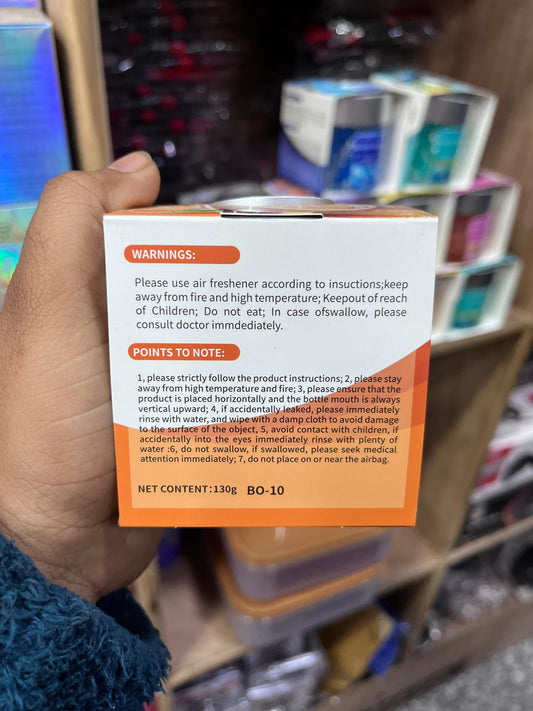 WARNINGS:
Please use air freshener according to insuctions;keep
away from fire and high temperature; Keepout of reach
of Children; Do not eat; In case ofswallow, please
consult doctor immdediately.
POINTS TO NOTE:
1, please strictly follow the product instructions; 2, please stay
away from high temperature and fire; 3, please ensure that the
product is placed horizontally and the bottle mouth is always
vertical upward; 4, if accidentally leaked, please immediately
rinse with water, and wipe with a damp cloth to avoid damage
to the surface of the object, 5, avoid contact with children, if
accidentally into the eyes immediately rinse with plenty of
water :6, do not swallow, if swallowed, please seek medical
attention immediately; 7, do not place on or near the airbag.
NET CONTENT:130g BO-10